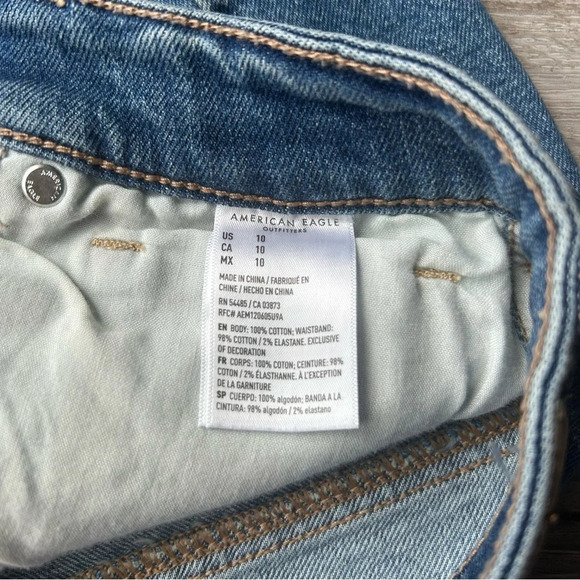 AMERICAN
EAGLE
AMERICAN EAGLE
OUTFITTERS
US 10
CA 10
MX 10
MADE IN CHINA / FABRIQUÉ EN
CHINE / HECHO EN CHINA
RN 54485 / CA 03873
RFC# AEM120605U9A
EN BODY: 100% COTTON; WAISTBAND:
98% COTTON / 2% ELASTANE. EXCLUSIVE
OF DECORATION
FR CORPS: 100% COTON; CEINTURE: 98%
COTON / 2% ÉLASTHANNE. À L'EXCEPTION
DE LA GARNITURE
SP CUERPO: 100% algodón; BANDA A LA
CINTURA: 98% algodón / 2% elastano